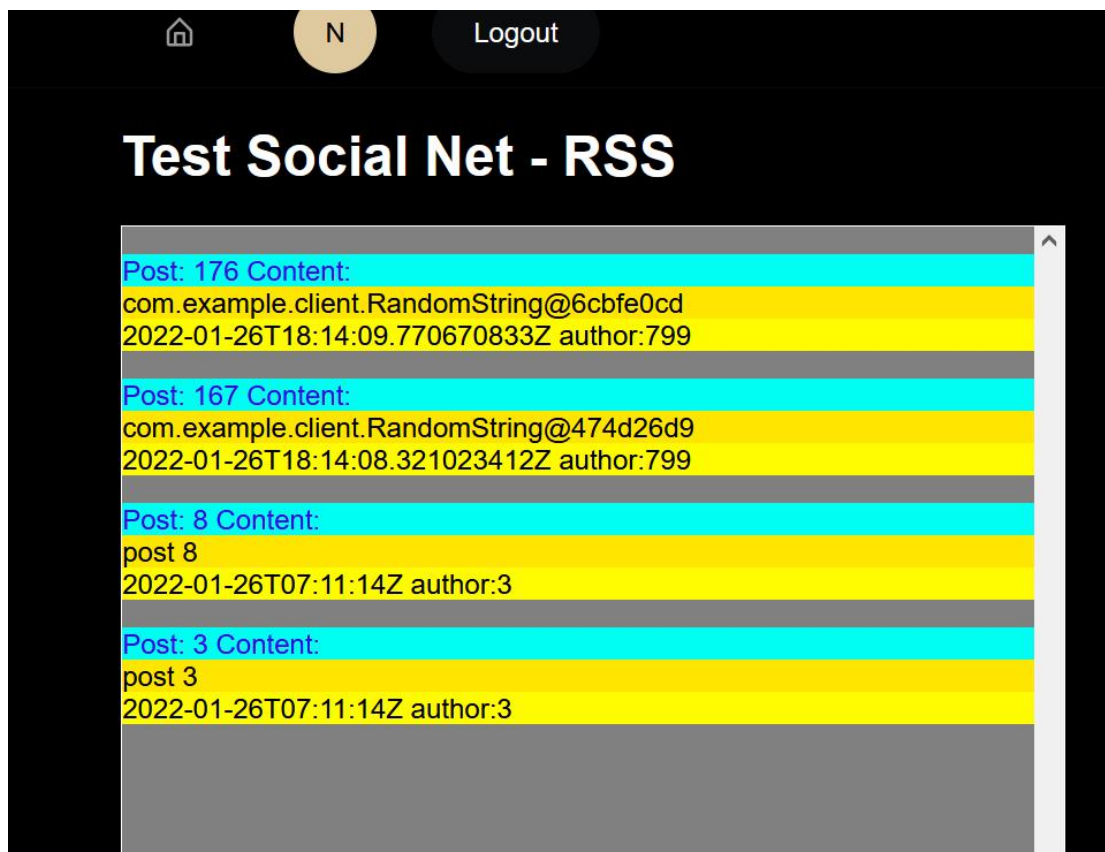 N Logout
Test Social Net - RSS
Post: 176 Content:
com.example.client.RandomString@6cbfe0cd
2022-01-26T18:14:09.770670833Z author:799
Post: 167 Content:
com.example.client.RandomString@474d26d9
2022-01-26T18:14:08.321023412Z author:799
Post: 8 Content:
post 8
2022-01-26T07:11:14Z author:3
Post: 3 Content:
post 3
2022-01-26T07:11:14Z author:3